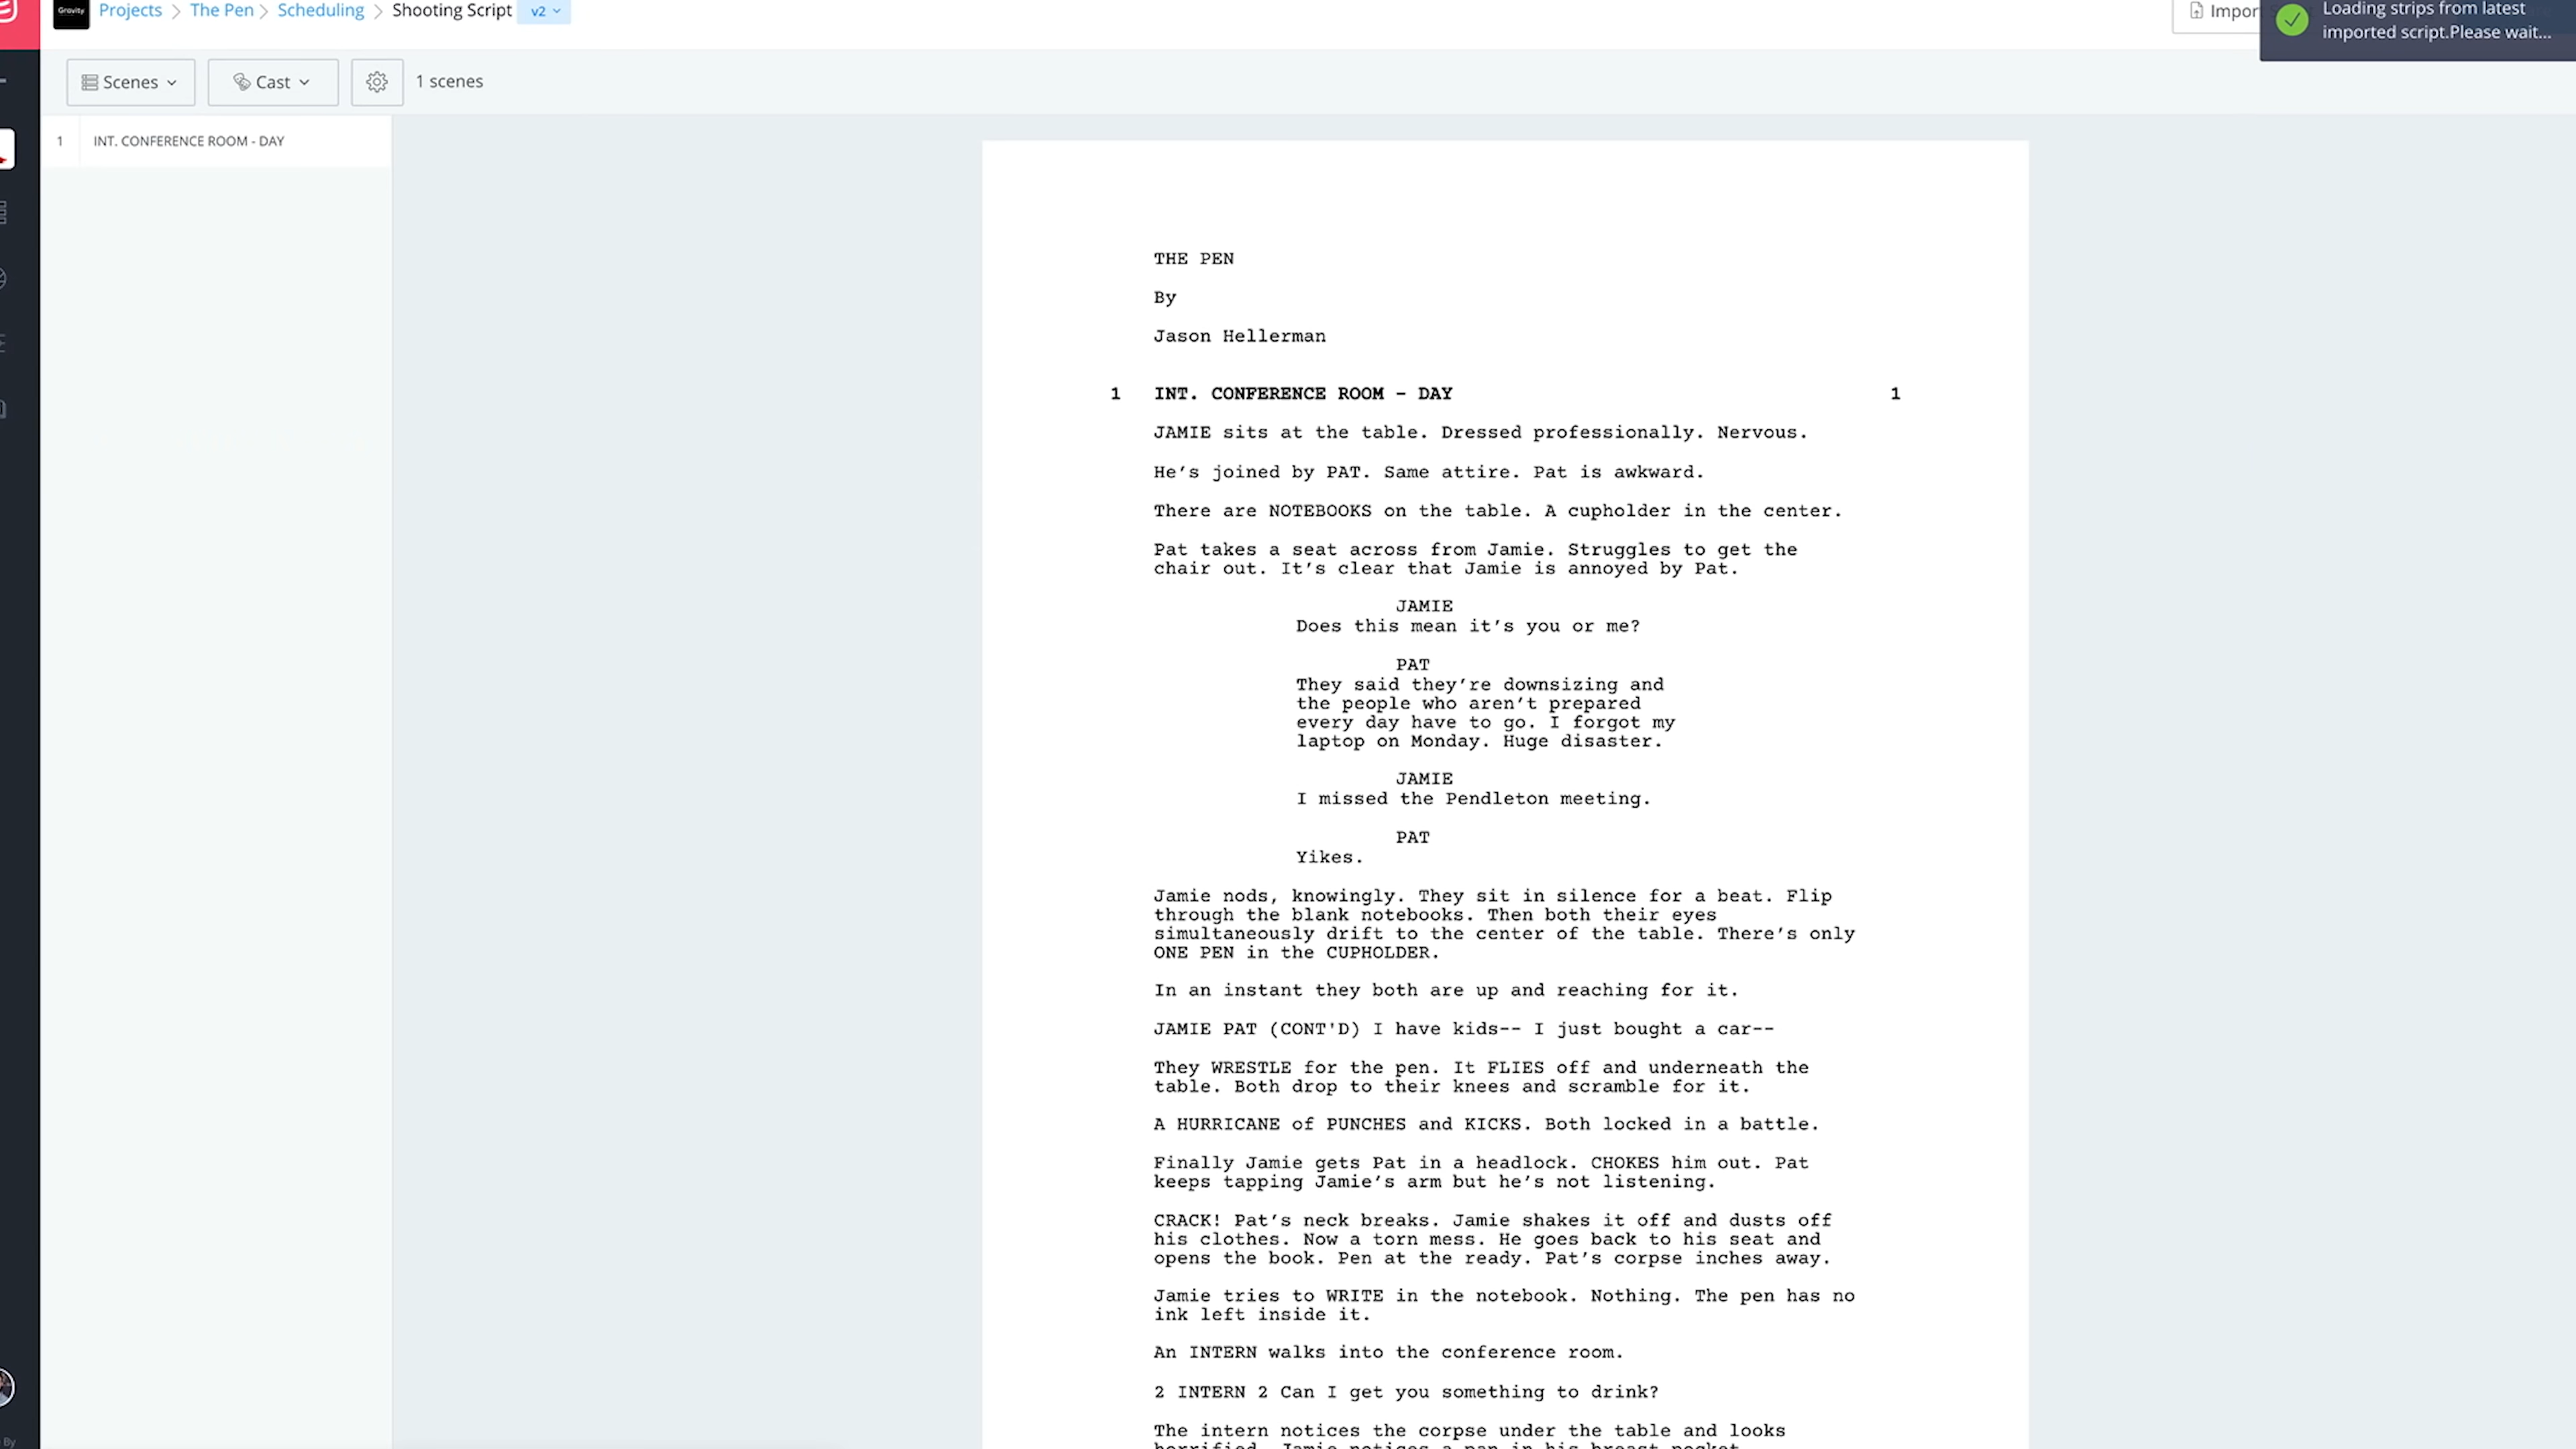 Gravity
Projects > The Pen > Scheduling > Shooting Script v2
Impor
Loading strips from latest
imported script.Please wait...
Scenes
Cast
1 scenes
1 INT. CONFERENCE ROOM - DAY
THE PEN
By
Jason Hellerman
1 INT. CONFERENCE ROOM - DAY 1
JAMIE sits at the table. Dressed professionally. Nervous.
He's joined by PAT. Same attire. Pat is awkward.
There are NOTEBOOKS on the table. A cupholder in the center.
Pat takes a seat across from Jamie. Struggles to get the
chair out. It's clear that Jamie is annoyed by Pat.
JAMIE
Does this mean it's you or me?
PAT
They said they're downsizing and
the people who aren't prepared
every day have to go. I forgot my
laptop on Monday. Huge disaster.
JAMIE
I missed the Pendleton meeting.
PAT
Yikes.
Jamie nods, knowingly. They sit in silence for a beat. Flip
through the blank notebooks. Then both their eyes
simultaneously drift to the center of the table. There's only
ONE PEN in the CUPHOLDER.
In an instant they both are up and reaching for it.
JAMIE PAT (CONT'D) I have kids-- I just bought a car--
They WRESTLE for the pen. It FLIES off and underneath the
table. Both drop to their knees and scramble for it.
A HURRICANE of PUNCHES and KICKS. Both locked in a battle.
Finally Jamie gets Pat in a headlock. CHOKES him out. Pat
keeps tapping Jamie's arm but he's not listening.
CRACK! Pat's neck breaks. Jamie shakes it off and dusts off
his clothes. Now a torn mess. He goes back to his seat and
opens the book. Pen at the ready. Pat's corpse inches away.
Jamie tries to WRITE in the notebook. Nothing. The pen has no
ink left inside it.
An INTERN walks into the conference room.
2 INTERN 2 Can I get you something to drink?
The intern notices the corpse under the table and looks
By